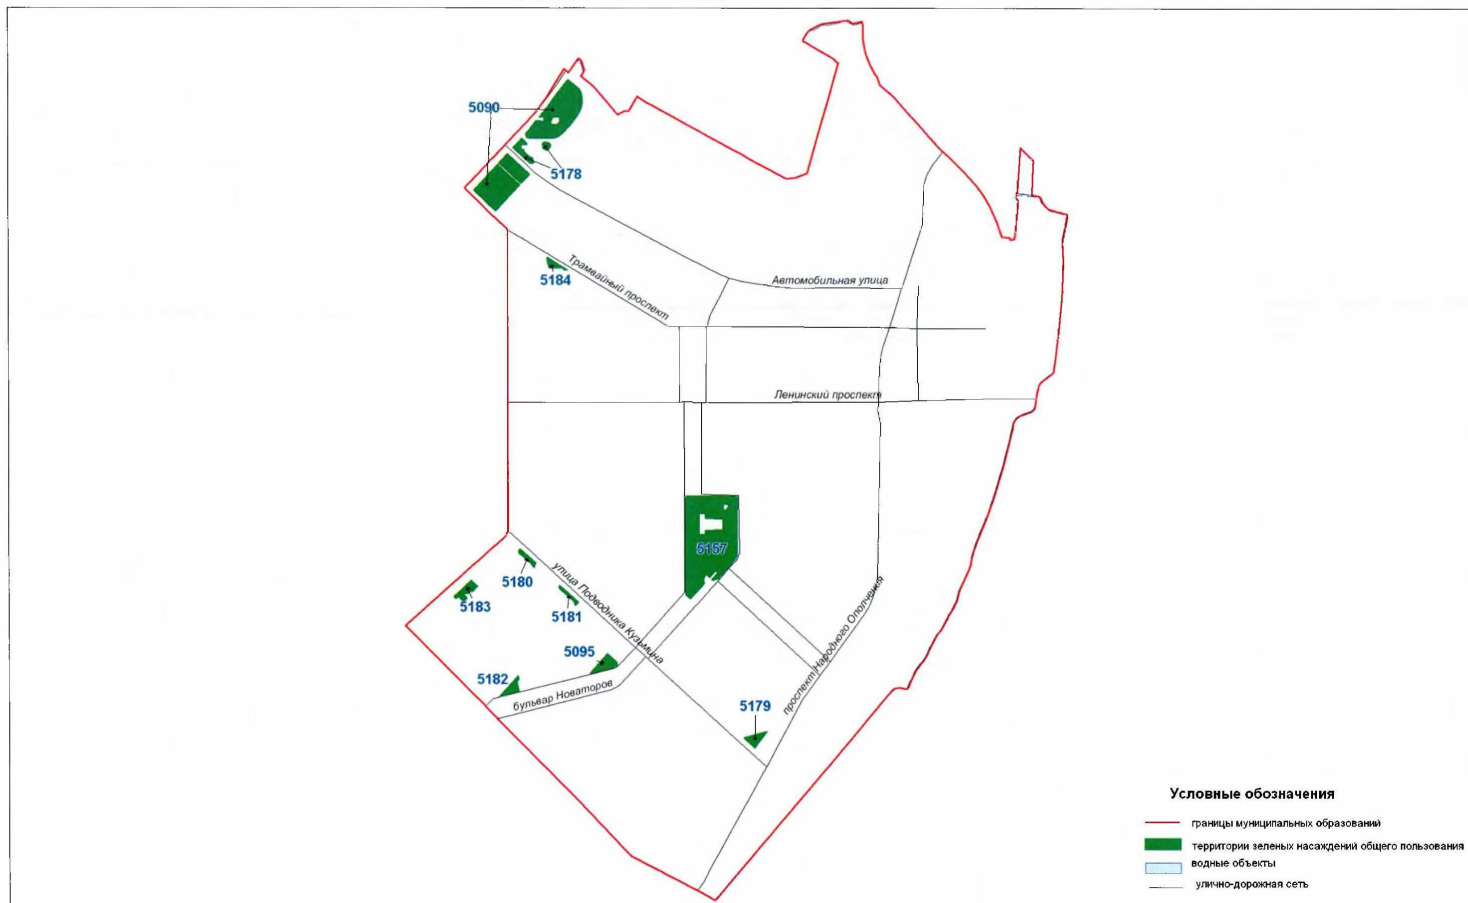 5090
5178
5184
Трамвайный проспект
Автомобильная улица
Ленинский проспект
5157
5180
5183
5181
улица Подводника Кузьмина
проспект Народного Ополчения
5095
5182
бульвар Новаторов
5179
Условные обозначения
границы муниципальных образований
территории зеленых насаждений общего пользования
водные объекты
улично-дорожная сеть